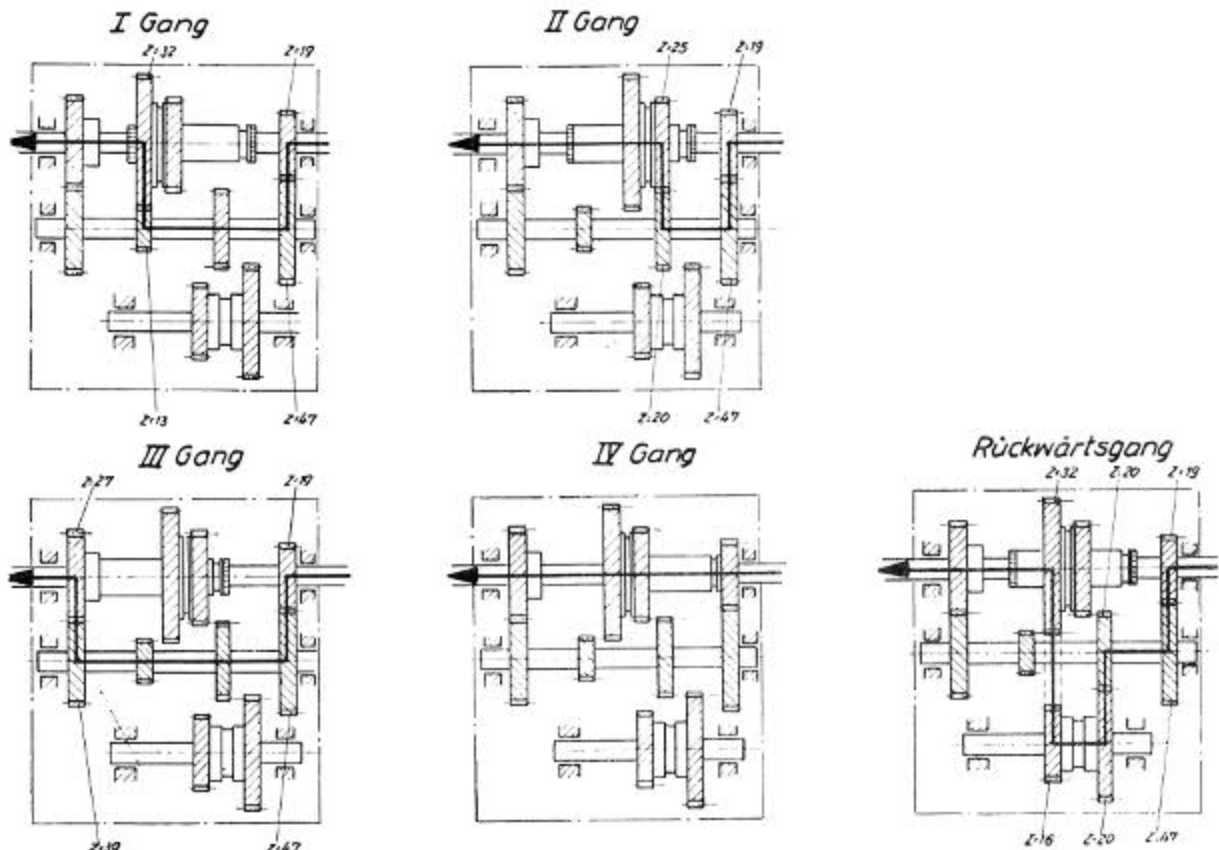 I Gang
Z=32
Z=19
Z=13
Z=47
II Gang
Z=25
Z=19
Z=20
Z=47
III Gang
Z=27
Z=19
Z=47
IV Gang
Rückwärtsgang
Z=32
Z=20
Z=19
Z=16
Z=20
Z=47